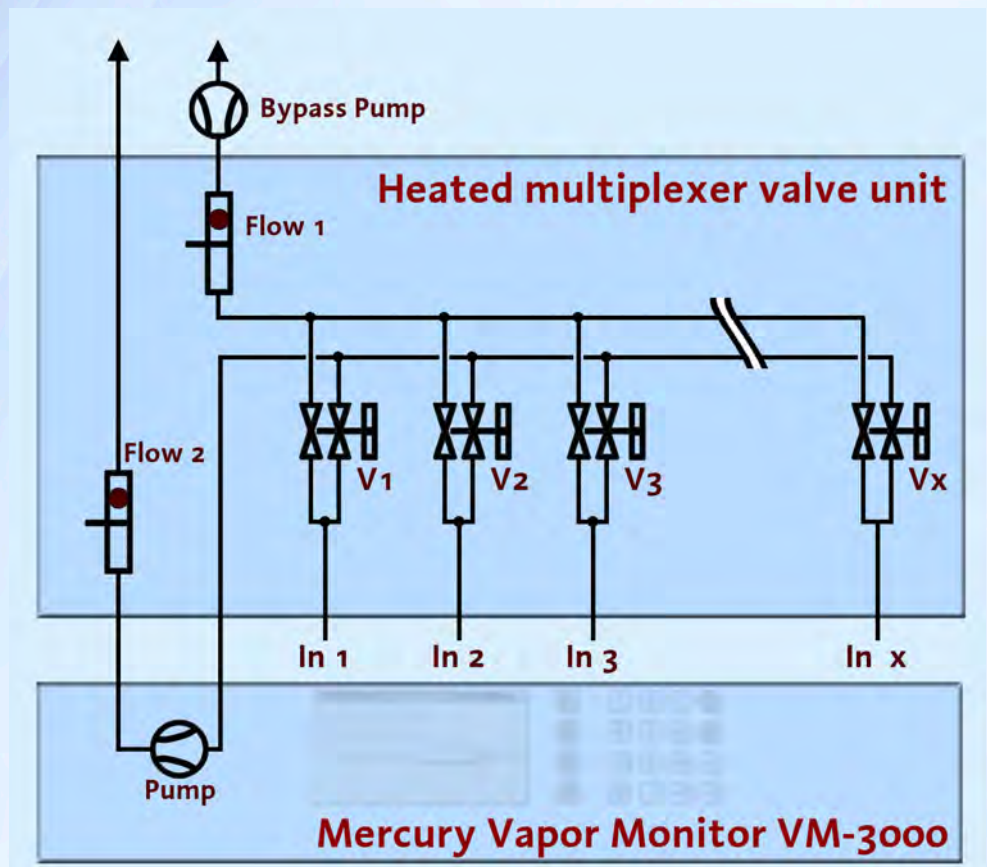 Bypass Pump
Heated multiplexer valve unit
Flow 1
Flow 2
V1
V2
V3
Vx
In 1
In 2
In 3
In x
Pump
Mercury Vapor Monitor VM-3000